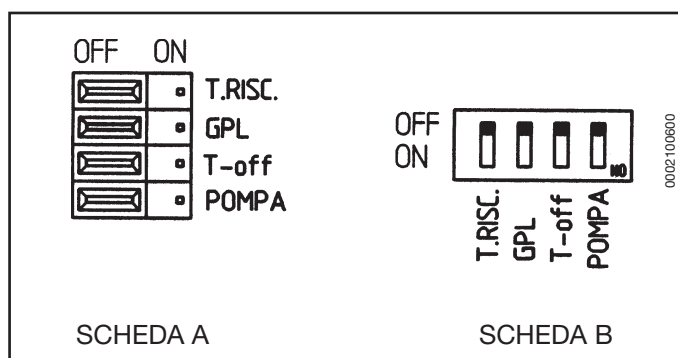 OFF ON
T.RISC.
GPL
T-off
POMPA
SCHEDA A
OFF
ON
T.RISC.
GPL
T-off
POMPA
SCHEDA B
0002100600